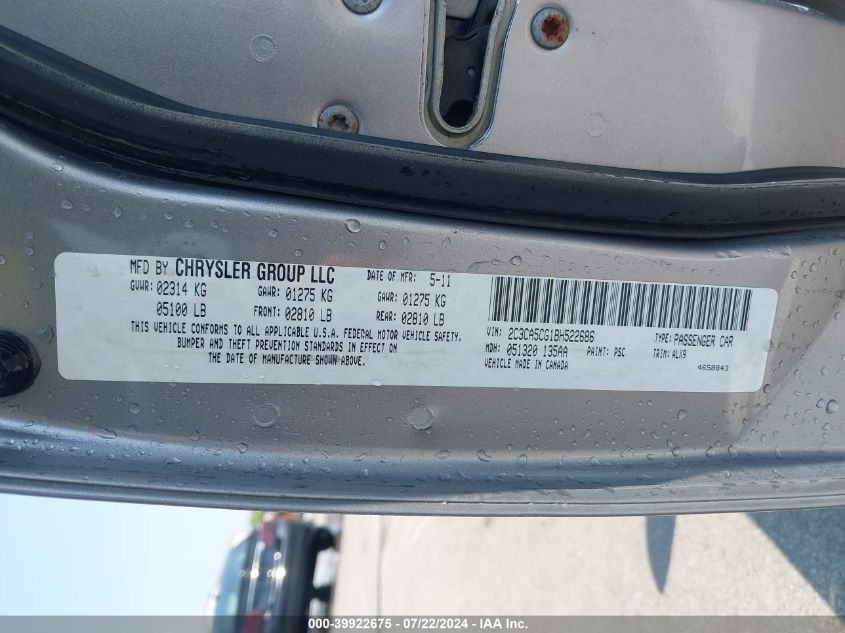 MFD BY CHRYSLER GROUP LLC DATE OF MFR: 5-11
GVWR: 02314 KG GAWR: 01275 KG GAWR: 01275 KG
05100 LB FRONT: 02810 LB REAR: 02810 LB
THIS VEHICLE CONFORMS TO ALL APPLICABLE U.S.A. FEDERAL MOTOR VEHICLE SAFETY,
BUMPER AND THEFT PREVENTION STANDARDS IN EFFECT ON
THE DATE OF MANUFACTURE SHOWN ABOVE.
VIN: 2C3CA5CG1BH522686 TYPE: PASSENGER CAR
MDH: 051320 135AA PAINT: PSC TRIM: ALX9
VEHICLE MADE IN CANADA 4658843
000-39922675 - 07/22/2024 - IAA Inc.